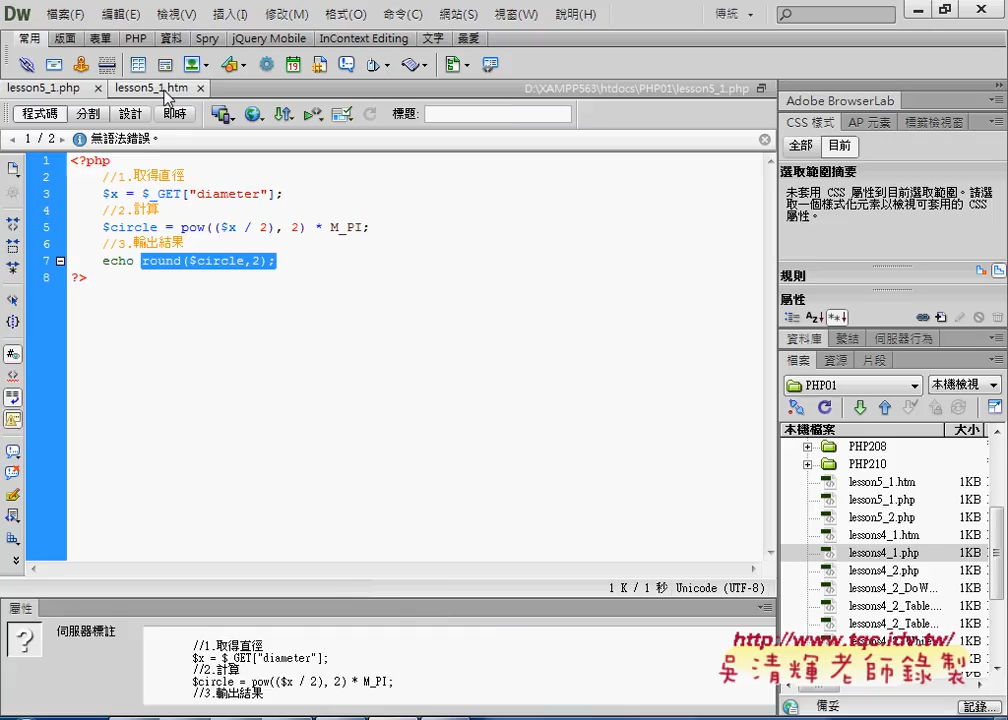 Dw 檔案(F) 編輯(E) 檢視(V) 插入(I) 修改(M) 格式(O) 命令(C) 網站(S) 視窗(W) 說明(H) 傳統
常用 版面 表單 PHP 資料 Spry jQuery Mobile InContext Editing 文字 最愛
lesson5_1.php × lesson5_1.htm × D:\XAMPP563\htdocs\PHP01\lesson5_1.php
程式碼 分割 設計 即時 標題:
1 / 2 無語法錯誤。
1 <?php
2 //1.取得直徑
3 $x = $_GET["diameter"];
4 //2.計算
5 $circle = pow(($x / 2), 2) * M_PI;
6 //3.輸出結果
7 echo round($circle,2);
8 ?>
1 K / 1 秒 Unicode (UTF-8)
屬性
伺服器標註
//1.取得直徑
$x = $_GET["diameter"];
//2.計算
$circle = pow(($x / 2), 2) * M_PI;
//3.輸出結果
Adobe BrowserLab
CSS 樣式 AP 元素 標籤檢視窗
全部 目前
選取範圍摘要
未套用 CSS 屬性到目前選取範圍。請選
取一個樣式化元素以檢視可套用的 CSS
屬性。
規則
屬性
資料庫 繫結 伺服器行為
檔案 資源 片段
PHP01 本機檢視
本機檔案 大小
PHP208
PHP210
lesson5_1.htm 1KB
lesson5_1.php 1KB
lesson5_2.php 1KB
lessons4_1.htm 1KB
lessons4_1.php 1KB
lessons4_2.php 1KB
lessons4_2_DoW... 1KB
lessons4_2_Table... 1KB
lessons4_2_Table... 1KB
http://www.tquidv.tw/
吳清輝老師錄製
備妥 記錄...